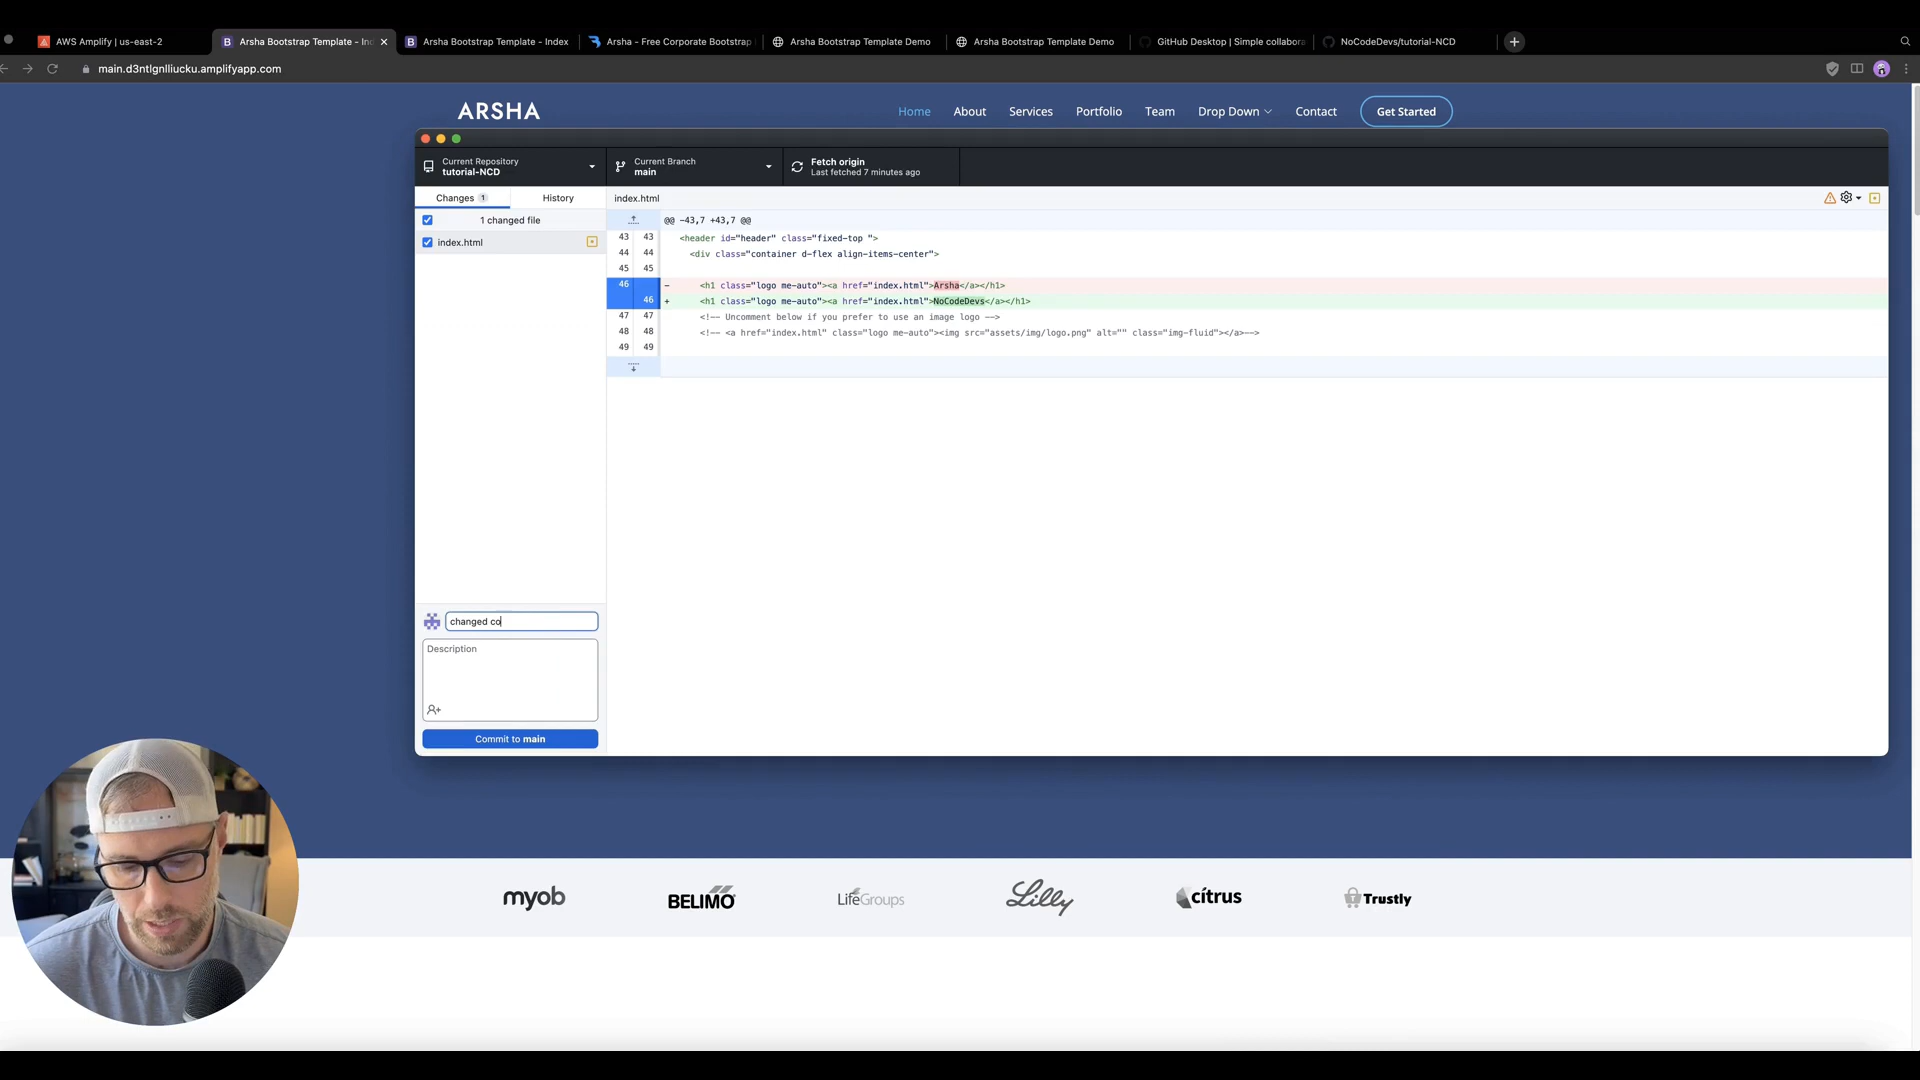 AWS Amplify | us-east-2
Arsha Bootstrap Template - Inc
Arsha Bootstrap Template - Index
Arsha - Free Corporate Bootstrap
Arsha Bootstrap Template Demo
Arsha Bootstrap Template Demo
GitHub Desktop | Simple collabora
NoCodeDevs/tutorial-NCD
main.d3ntlgnlliucku.amplifyapp.com
ARSHA
Home About Services Portfolio Team Drop Down Contact Get Started
Current Repository
tutorial-NCD
Current Branch
main
Fetch origin
Last fetched 7 minutes ago
Changes 1 History
index.html
1 changed file
index.html
@@ -43,7 +43,7 @@
43 43 <header id="header" class="fixed-top ">
44 44 <div class="container d-flex align-items-center">
45 45
46 - <h1 class="logo me-auto"><a href="index.html">Arsha</a></h1>
46 + <h1 class="logo me-auto"><a href="index.html">NoCodeDevs</a></h1>
47 47 <!-- Uncomment below if you prefer to use an image logo -->
48 48 <!-- <a href="index.html" class="logo me-auto"><img src="assets/img/logo.png" alt="" class="img-fluid"></a>-->
49 49
changed co
Description
Commit to main
myob
BELIMO
LifeGroups
Lilly
citrus
Trustly